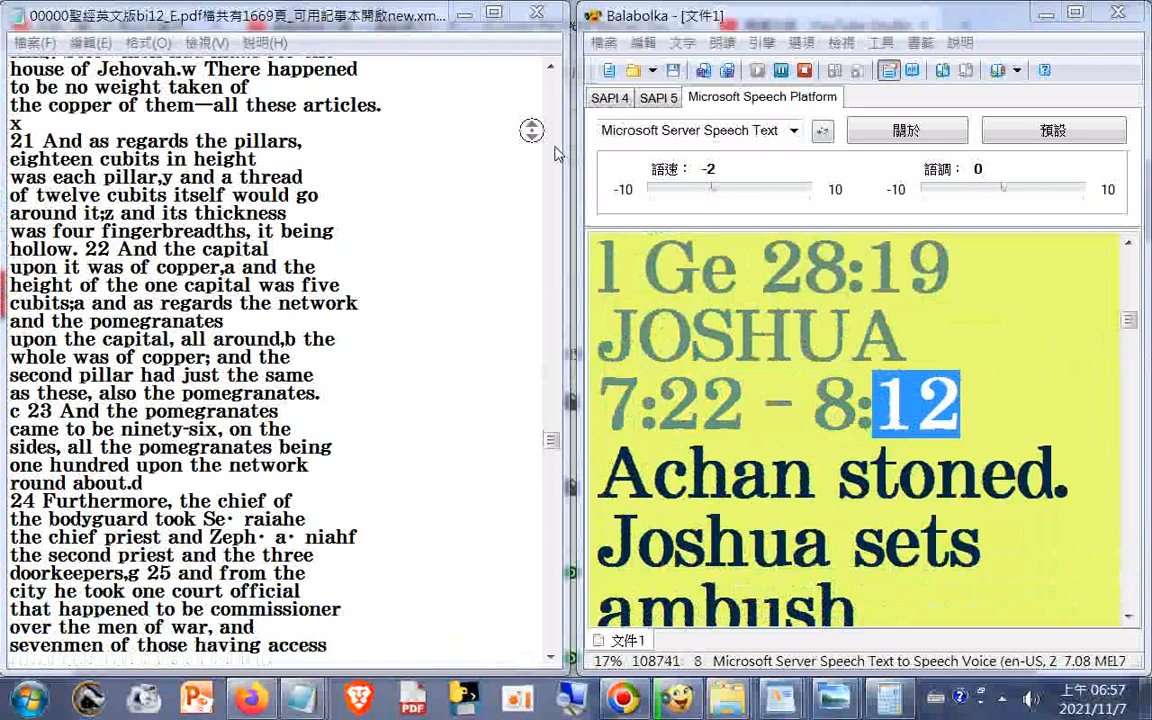 00000聖經英文版bi12_E.pdf檔共有1669頁_可用記事本開啟new.xm...
檔案(F) 編輯(E) 格式(O) 檢視(V) 說明(H)
house of Jehovah.w There happened
to be no weight taken of
the copper of them—all these articles.
x
21 And as regards the pillars,
eighteen cubits in height
was each pillar,y and a thread
of twelve cubits itself would go
around it;z and its thickness
was four fingerbreadths, it being
hollow. 22 And the capital
upon it was of copper,a and the
height of the one capital was five
cubits;a and as regards the network
and the pomegranates
upon the capital, all around,b the
whole was of copper; and the
second pillar had just the same
as these, also the pomegranates.
c 23 And the pomegranates
came to be ninety-six, on the
sides, all the pomegranates being
one hundred upon the network
round about.d
24 Furthermore, the chief of
the bodyguard took Se· raiahe
the chief priest and Zeph· a· niahf
the second priest and the three
doorkeepers,g 25 and from the
city he took one court official
that happened to be commissioner
over the men of war, and
sevenmen of those having access
Balabolka - [文件1]
檔案 編輯 文字 朗讀 引擎 選項 檢視 工具 書籤 說明
SAPI 4 SAPI 5 Microsoft Speech Platform
Microsoft Server Speech Text 關於 預設
語速: -2 語調: 0
-10 10 -10 10
l Ge 28:19
JOSHUA
7:22 - 8:12
Achan stoned.
Joshua sets
ambush
文件1
17% 108741 8 Microsoft Server Speech Text to Speech Voice (en-US, Z 7.08 MEL7
PDF
上午 06:57
2021/11/7